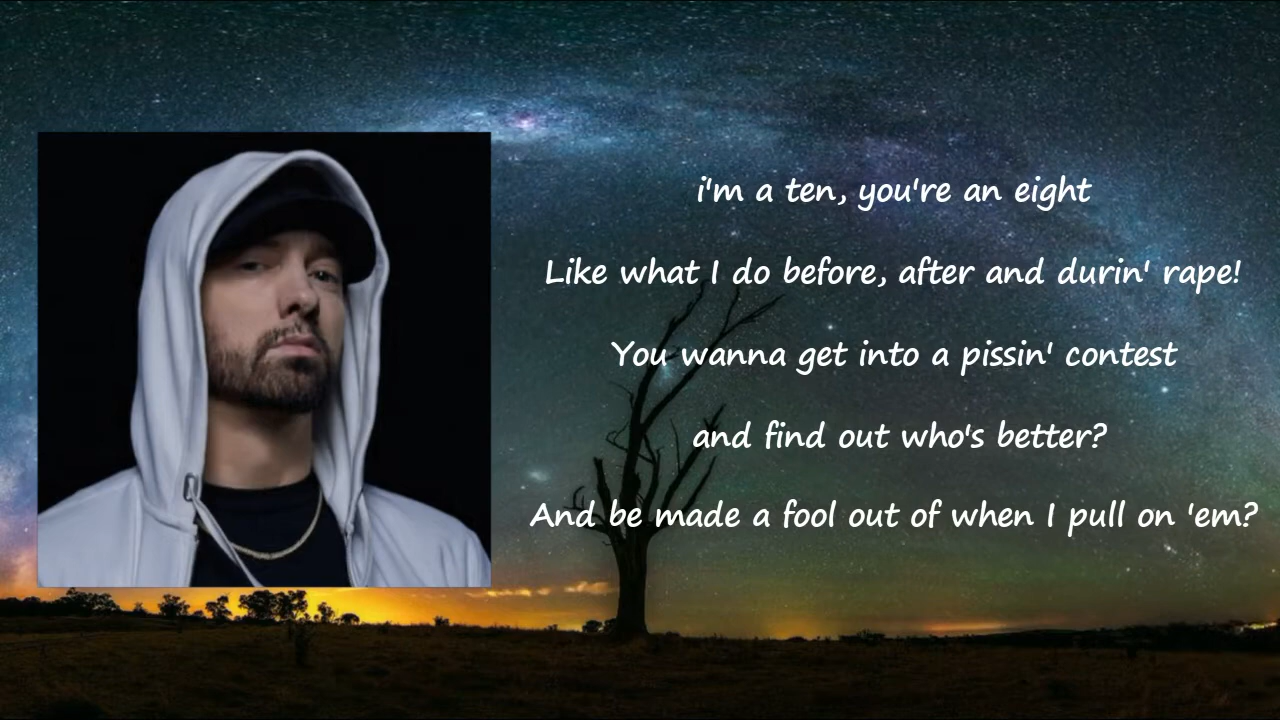 i'm a ten, you're an eight
Like what I do before, after and durin' rape!
You wanna get into a pissin' contest
and find out who's better?
And be made a fool out of when I pull on 'em?